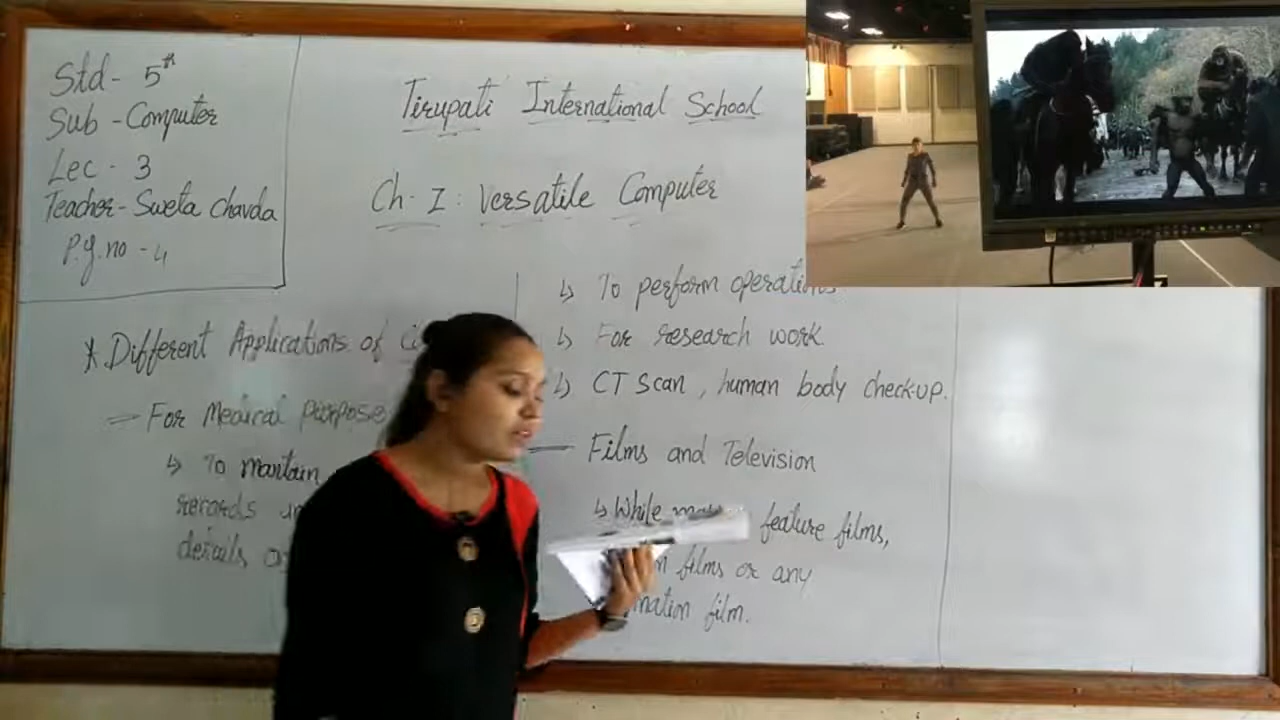 Std - 5th
Sub - Computer
Lec - 3
Teacher - Sweta Chavda
P.g. no - 4
Tirupati International School
Ch - I : Versatile Computer
* Different Applications of
⇒ For Medical Purpose
↳ To maintain
records
details
↳ To perform operations
↳ For research work.
↳ CT Scan, human body check-up.
Films and Television
↳ While feature films,
films or any
film.